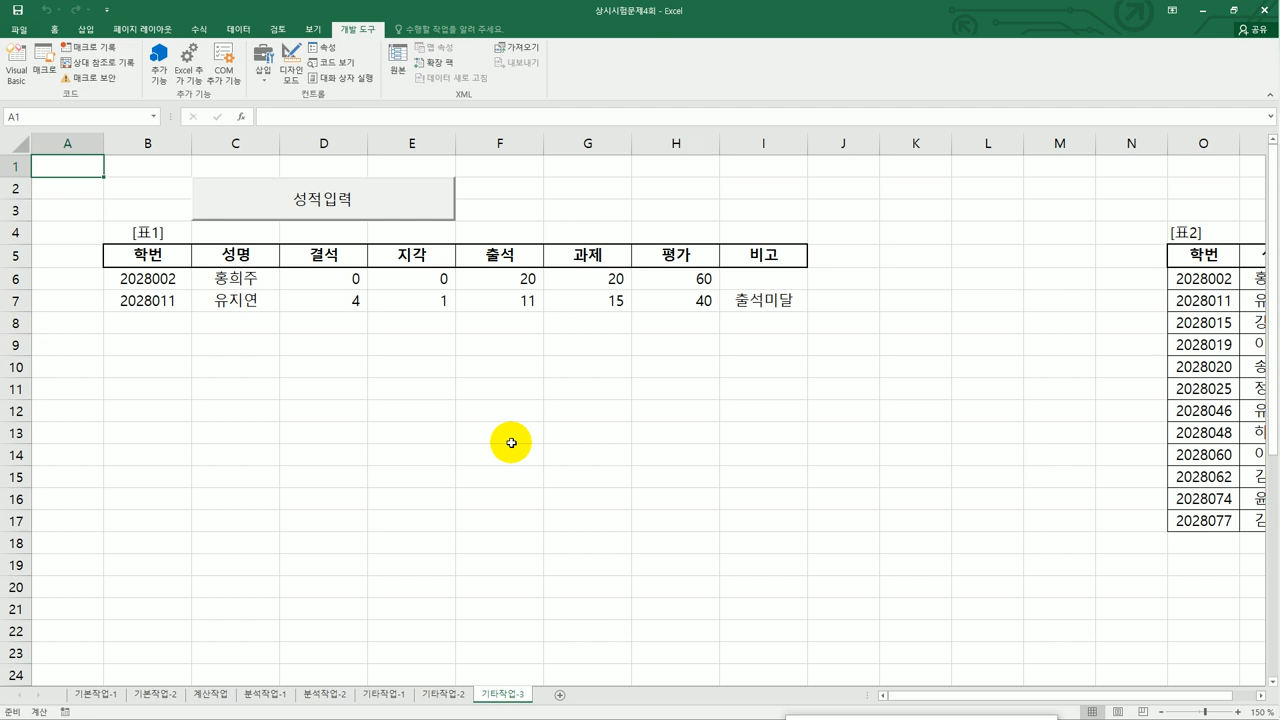 상시시험문제4회 - Excel
파일 홈 삽입 페이지 레이아웃 수식 데이터 검토 보기 개발 도구 수행할 작업을 알려 주세요. 공유
Visual Basic
매크로
매크로 기록
상대 참조로 기록
매크로 보안
코드
추가 기능
Excel 추가 기능
COM 추가 기능
추가 기능
삽입
디자인 모드
속성
코드 보기
대화 상자 실행
컨트롤
원본
맵 속성
확장 팩
데이터 새로 고침
가져오기
내보내기
XML
A1 fx
A B C D E F G H I J K L M N O
1
2 성적입력
3
4 [표1] [표2]
5 학번 성명 결석 지각 출석 과제 평가 비고 학번
6 2028002 홍희주 0 0 20 20 60 2028002 홍
7 2028011 유지연 4 1 11 15 40 출석미달 2028011 유
8 2028015 강
9 2028019 이
10 2028020 송
11 2028025 정
12 2028046 유
13 2028048
14 2028060 이
15 2028062 김
16 2028074 윤
17 2028077 김
18
19
20
21
22
23
24
기본작업-1 기본작업-2 계산작업 분석작업-1 분석작업-2 기타작업-1 기타작업-2 기타작업-3
준비 계산 150 %